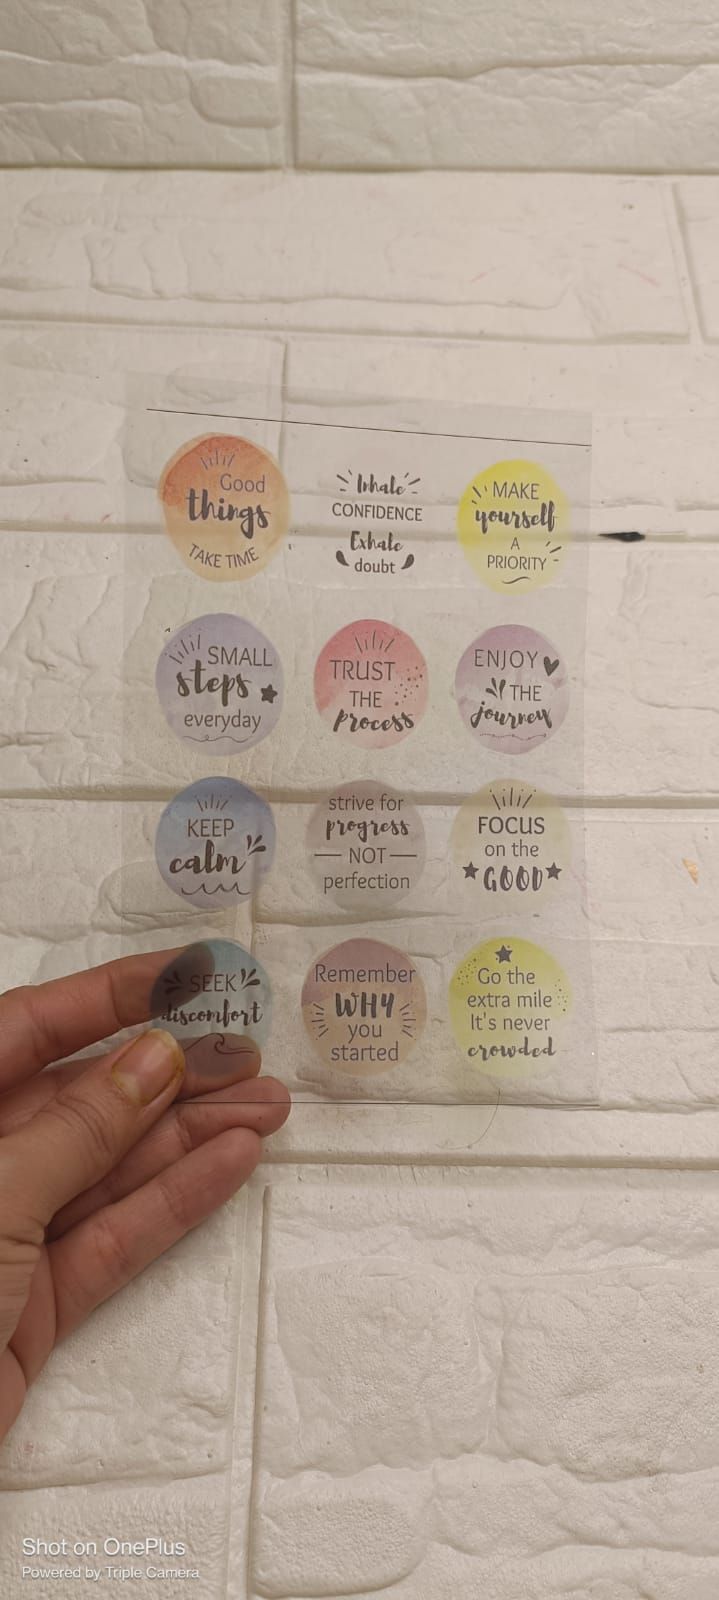 Good
things
TAKE TIME
Inhale
CONFIDENCE
Exhale
doubt
MAKE
yourself
A
PRIORITY
SMALL
steps
everyday
TRUST
THE
process
ENJOY
THE
journey
KEEP
calm
strive for
progress
NOT
perfection
FOCUS
on the
GOOD
SEEK
discomfort
Remember
WHY
you
started
Go the
extra mile
It's never
crowded
Shot on OnePlus
Powered by Triple Camera